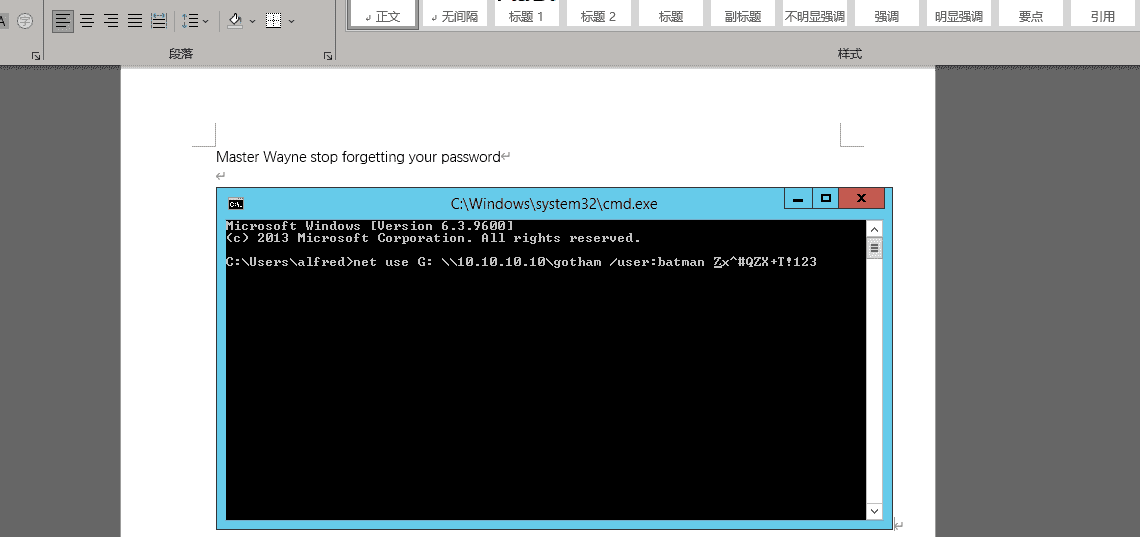 正文 无间隔 标题 1 标题 2 标题 副标题 不明显强调 强调 明显强调 要点 引用
段落 样式
Master Wayne stop forgetting your password
C:\Windows\system32\cmd.exe
Microsoft Windows [Version 6.3.9600]
(c) 2013 Microsoft Corporation. All rights reserved.
C:\Users\alfred>net use G: \\10.10.10.10\gotham /user:batman Zx^#QZX+T!123